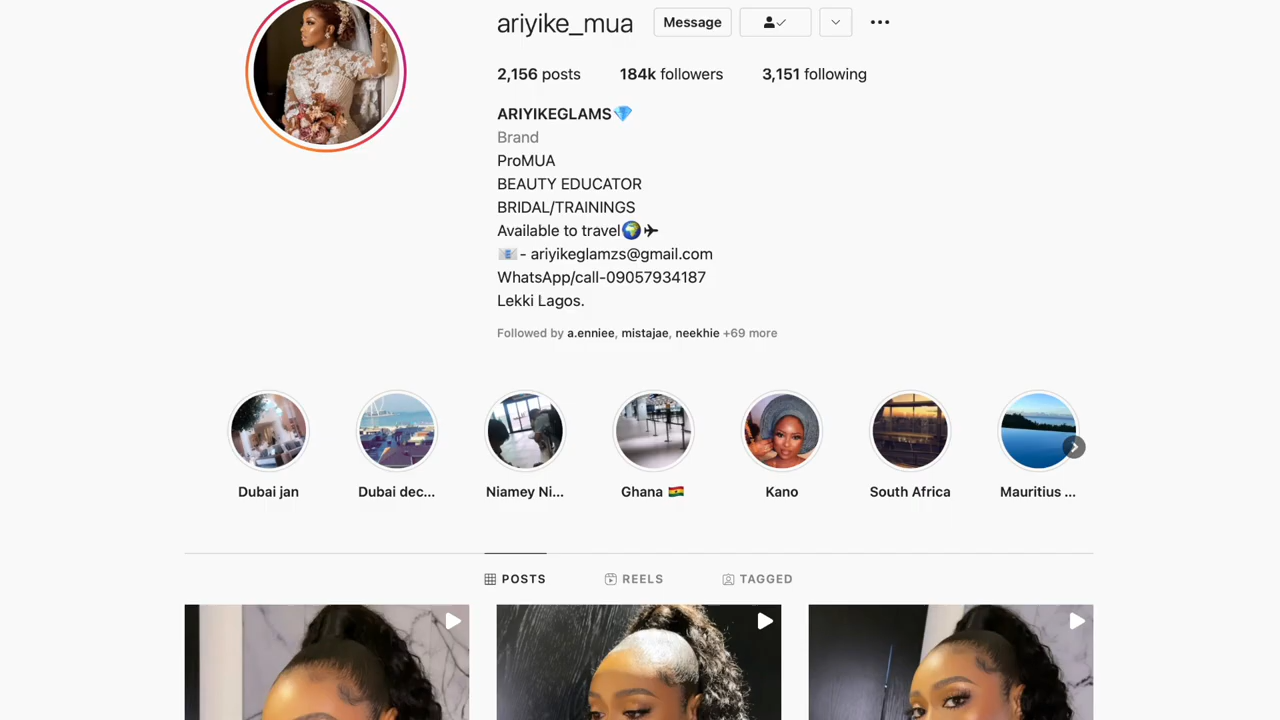 ariyike_mua Message
2,156 posts 184k followers 3,151 following
ARIYIKEGLAMS💎
Brand
ProMUA
BEAUTY EDUCATOR
BRIDAL/TRAININGS
Available to travel🌍✈
📧- ariyikeglamzs@gmail.com
WhatsApp/call-09057934187
Lekki Lagos.
Followed by a.enniee, mistajae, neekhie +69 more
Dubai jan Dubai dec... Niamey Ni... Ghana 🇬🇭 Kano South Africa Mauritius ...
POSTS REELS TAGGED